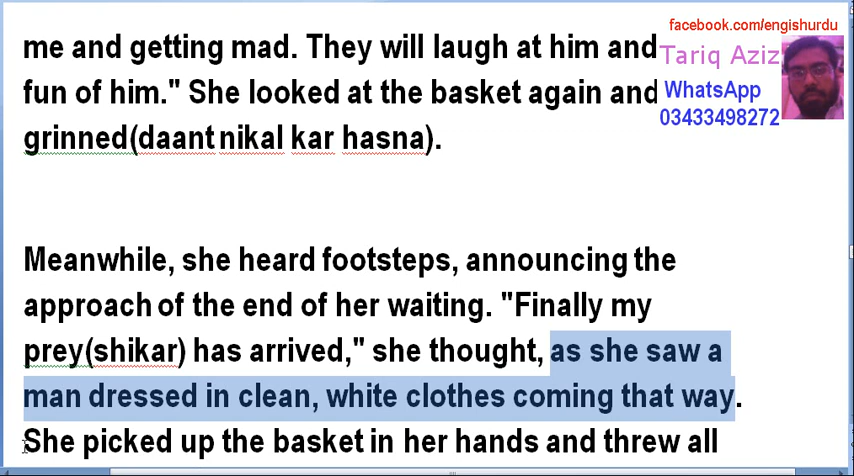 facebook.com/engishurdu
me and getting mad. They will laugh at him and
Tariq Aziz
fun of him." She looked at the basket again and
WhatsApp
03433498272
grinned(daant nikal kar hasna).
Meanwhile, she heard footsteps, announcing the
approach of the end of her waiting. "Finally my
prey(shikar) has arrived," she thought, as she saw a
man dressed in clean, white clothes coming that way.
She picked up the basket in her hands and threw all